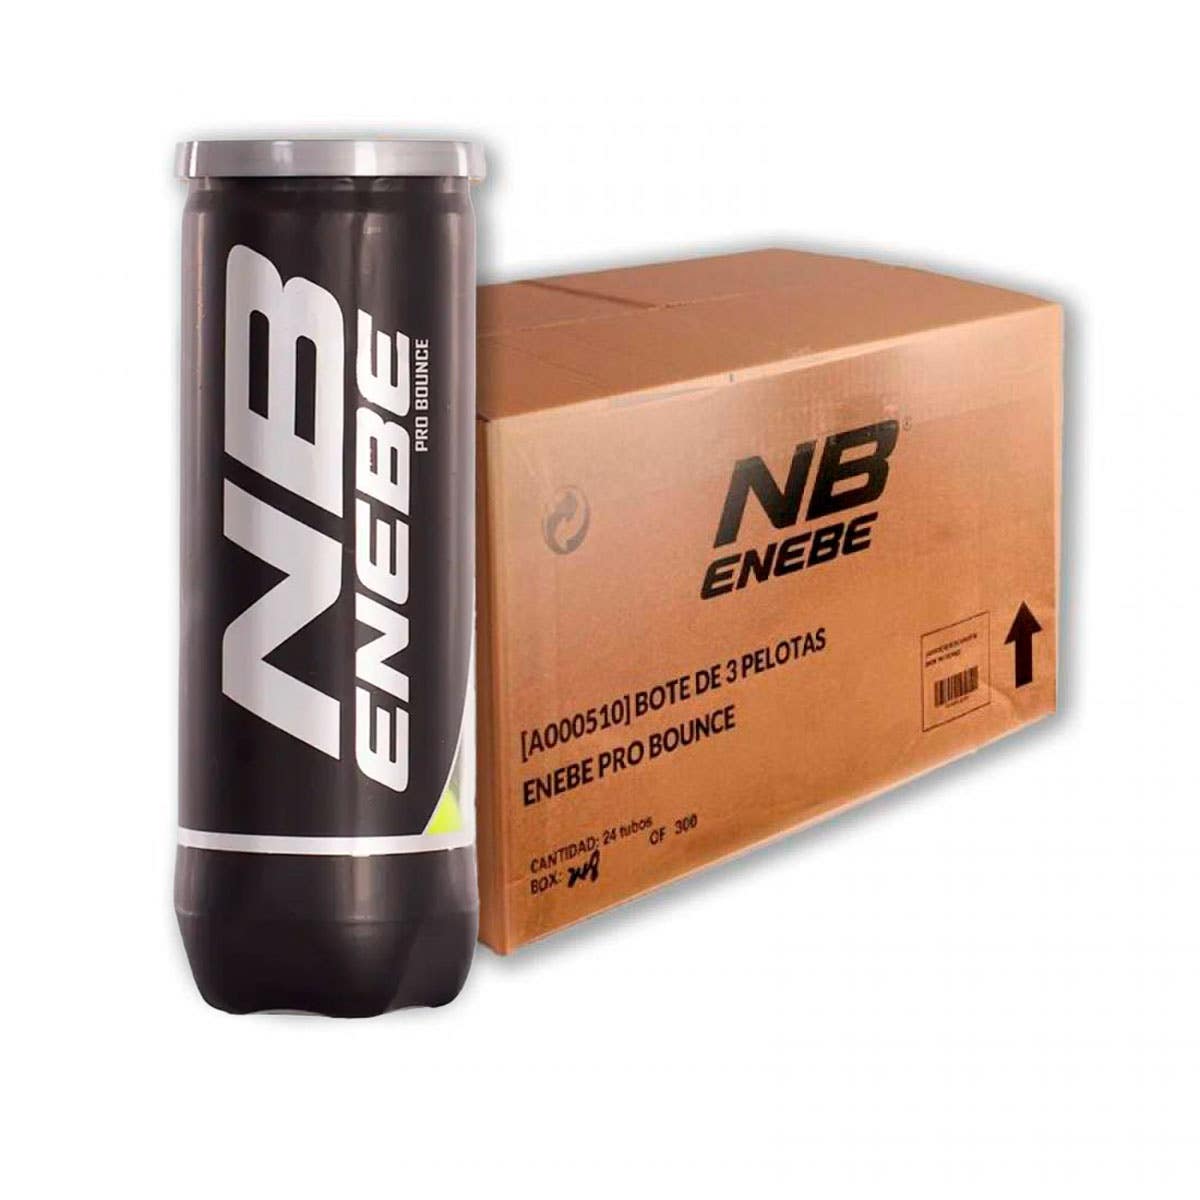 NB
ENEBE
PRO BOUNCE
NB®
ENEBE
[A000510] BOTE DE 3 PELOTAS
ENEBE PRO BOUNCE
CANTIDAD: 24 tubos
BOX: OF 300